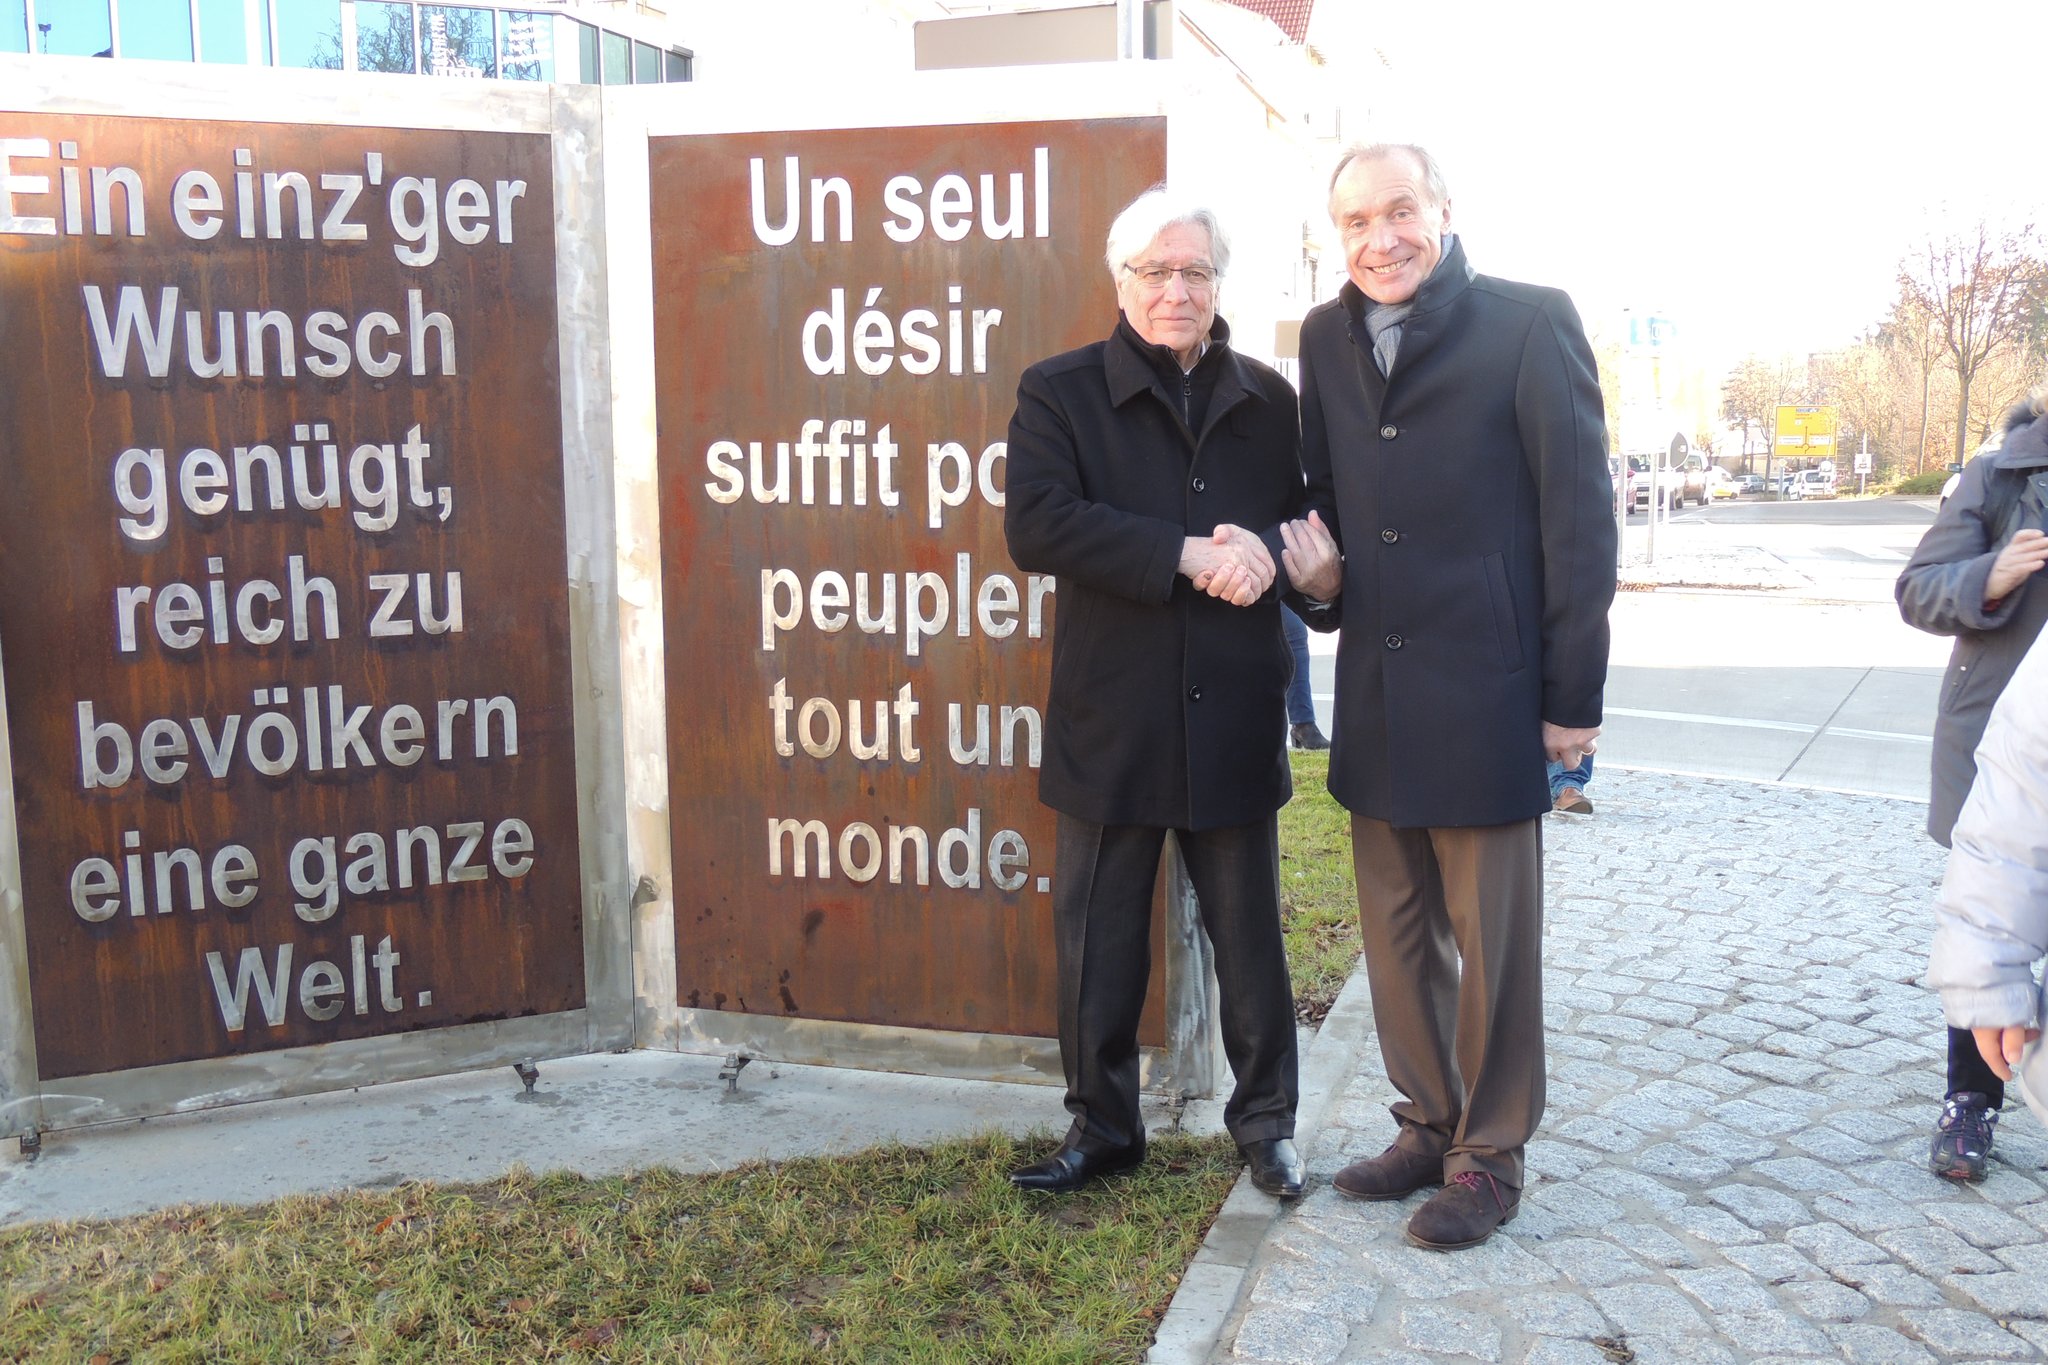 Ein einz'ger
Wunsch
genügt,
reich zu
bevölkern
eine ganze
Welt.
Un seul
désir
suffit
peupler
tout un
monde.